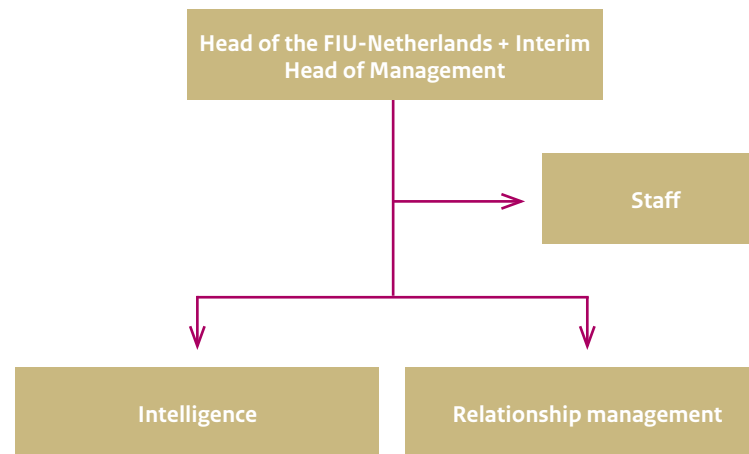 Head of the FIU-Netherlands + Interim
Head of Management
Staff
Intelligence
Relationship management